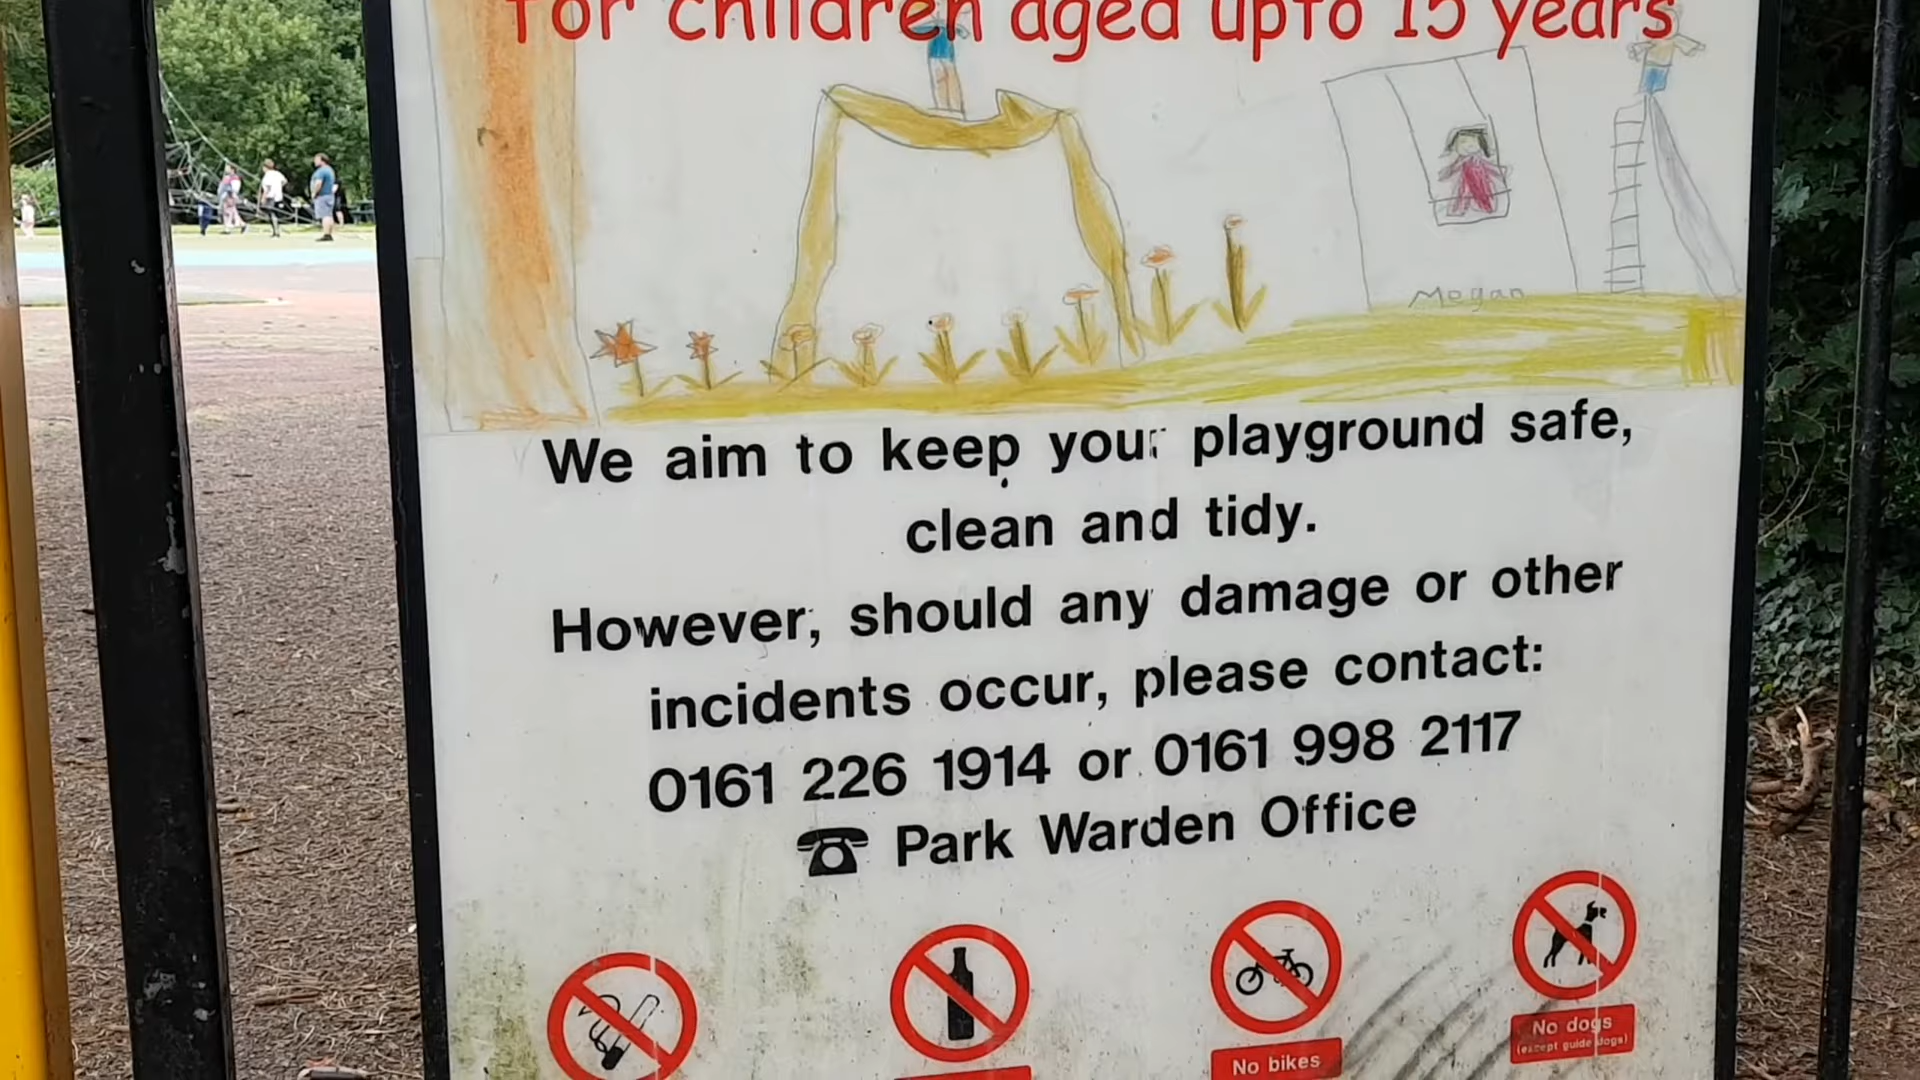 for children aged upto 15 years
Megan
We aim to keep your playground safe,
clean and tidy.
However, should any damage or other
incidents occur, please contact:
0161 226 1914 or 0161 998 2117
☎ Park Warden Office
No bikes
No dogs
(except guide dogs)